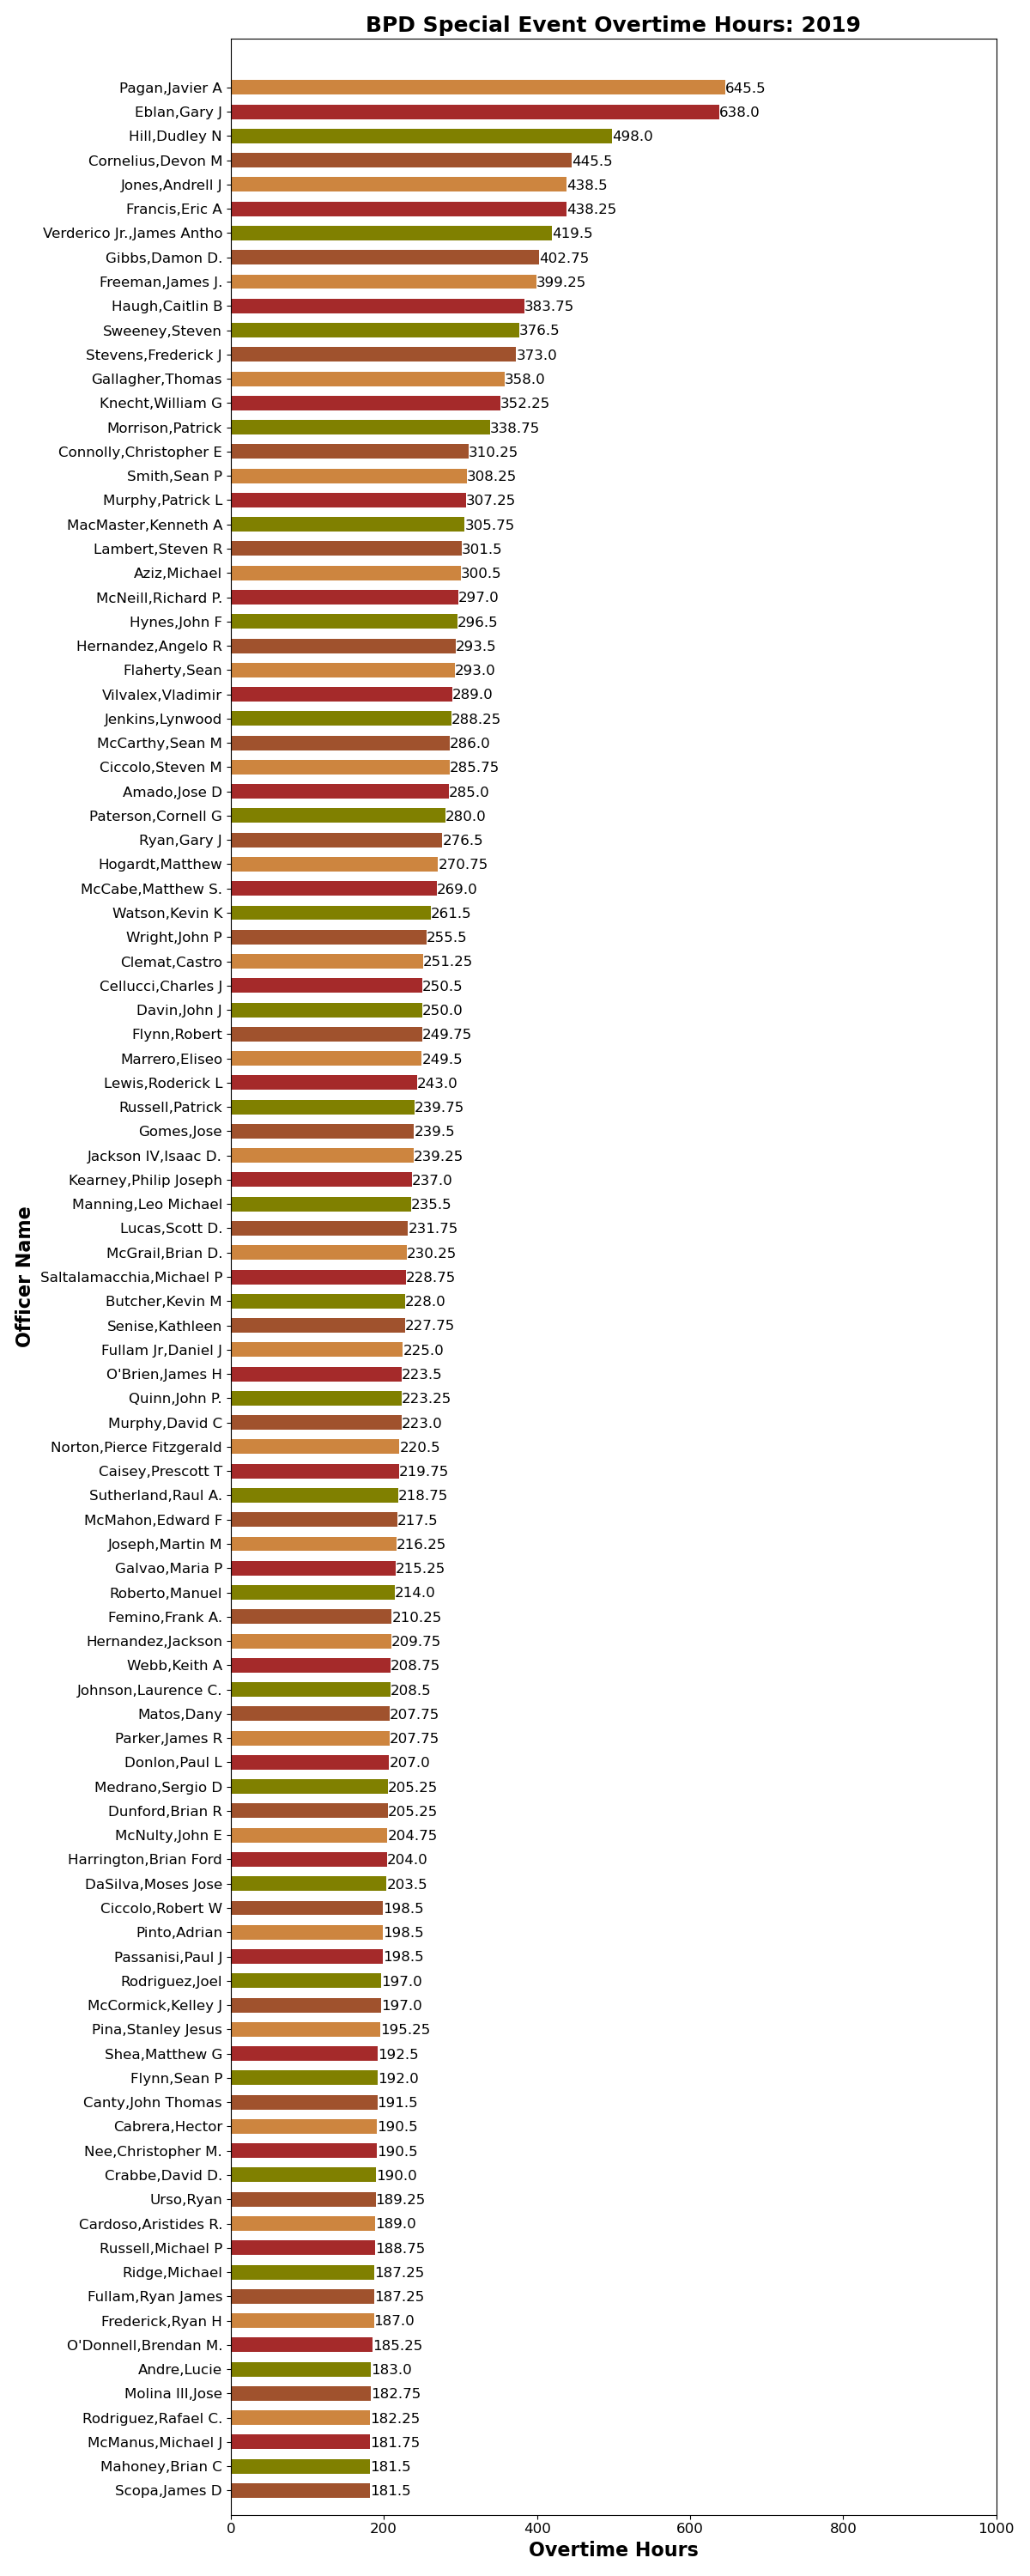 BPD Special Event Overtime Hours: 2019
Pagan,Javier A 645.5
Eblan,Gary J 638.0
Hill,Dudley N 498.0
Cornelius,Devon M 445.5
Jones,Andrell J 438.5
Francis,Eric A 438.25
Verderico Jr.,James Antho 419.5
Gibbs,Damon D. 402.75
Freeman,James J. 399.25
Haugh,Caitlin B 383.75
Sweeney,Steven 376.5
Stevens,Frederick J 373.0
Gallagher,Thomas 358.0
Knecht,William G 352.25
Morrison,Patrick 338.75
Connolly,Christopher E 310.25
Smith,Sean P 308.25
Murphy,Patrick L 307.25
MacMaster,Kenneth A 305.75
Lambert,Steven R 301.5
Aziz,Michael 300.5
McNeill,Richard P. 297.0
Hynes,John F 296.5
Hernandez,Angelo R 293.5
Flaherty,Sean 293.0
Vilvalex,Vladimir 289.0
Jenkins,Lynwood 288.25
McCarthy,Sean M 286.0
Ciccolo,Steven M 285.75
Amado,Jose D 285.0
Paterson,Cornell G 280.0
Ryan,Gary J 276.5
Hogardt,Matthew 270.75
McCabe,Matthew S. 269.0
Watson,Kevin K 261.5
Wright,John P 255.5
Clemat,Castro 251.25
Cellucci,Charles J 250.5
Davin,John J 250.0
Flynn,Robert 249.75
Marrero,Eliseo 249.5
Lewis,Roderick L 243.0
Russell,Patrick 239.75
Gomes,Jose 239.5
Jackson IV,Isaac D. 239.25
Kearney,Philip Joseph 237.0
Manning,Leo Michael 235.5
Lucas,Scott D. 231.75
McGrail,Brian D. 230.25
Saltalamacchia,Michael P 228.75
Butcher,Kevin M 228.0
Senise,Kathleen 227.75
Fullam Jr,Daniel J 225.0
O'Brien,James H 223.5
Quinn,John P. 223.25
Murphy,David C 223.0
Norton,Pierce Fitzgerald 220.5
Caisey,Prescott T 219.75
Sutherland,Raul A. 218.75
McMahon,Edward F 217.5
Joseph,Martin M 216.25
Galvao,Maria P 215.25
Roberto,Manuel 214.0
Femino,Frank A. 210.25
Hernandez,Jackson 209.75
Webb,Keith A 208.75
Johnson,Laurence C. 208.5
Matos,Dany 207.75
Parker,James R 207.75
Donlon,Paul L 207.0
Medrano,Sergio D 205.25
Dunford,Brian R 205.25
McNulty,John E 204.75
Harrington,Brian Ford 204.0
DaSilva,Moses Jose 203.5
Ciccolo,Robert W 198.5
Pinto,Adrian 198.5
Passanisi,Paul J 198.5
Rodriguez,Joel 197.0
McCormick,Kelley J 197.0
Pina,Stanley Jesus 195.25
Shea,Matthew G 192.5
Flynn,Sean P 192.0
Canty,John Thomas 191.5
Cabrera,Hector 190.5
Nee,Christopher M. 190.5
Crabbe,David D. 190.0
Urso,Ryan 189.25
Cardoso,Aristides R. 189.0
Russell,Michael P 188.75
Ridge,Michael 187.25
Fullam,Ryan James 187.25
Frederick,Ryan H 187.0
O'Donnell,Brendan M. 185.25
Andre,Lucie 183.0
Molina III,Jose 182.75
Rodriguez,Rafael C. 182.25
McManus,Michael J 181.75
Mahoney,Brian C 181.5
Scopa,James D 181.5
Officer Name
0 200 400 600 800 1000
Overtime Hours